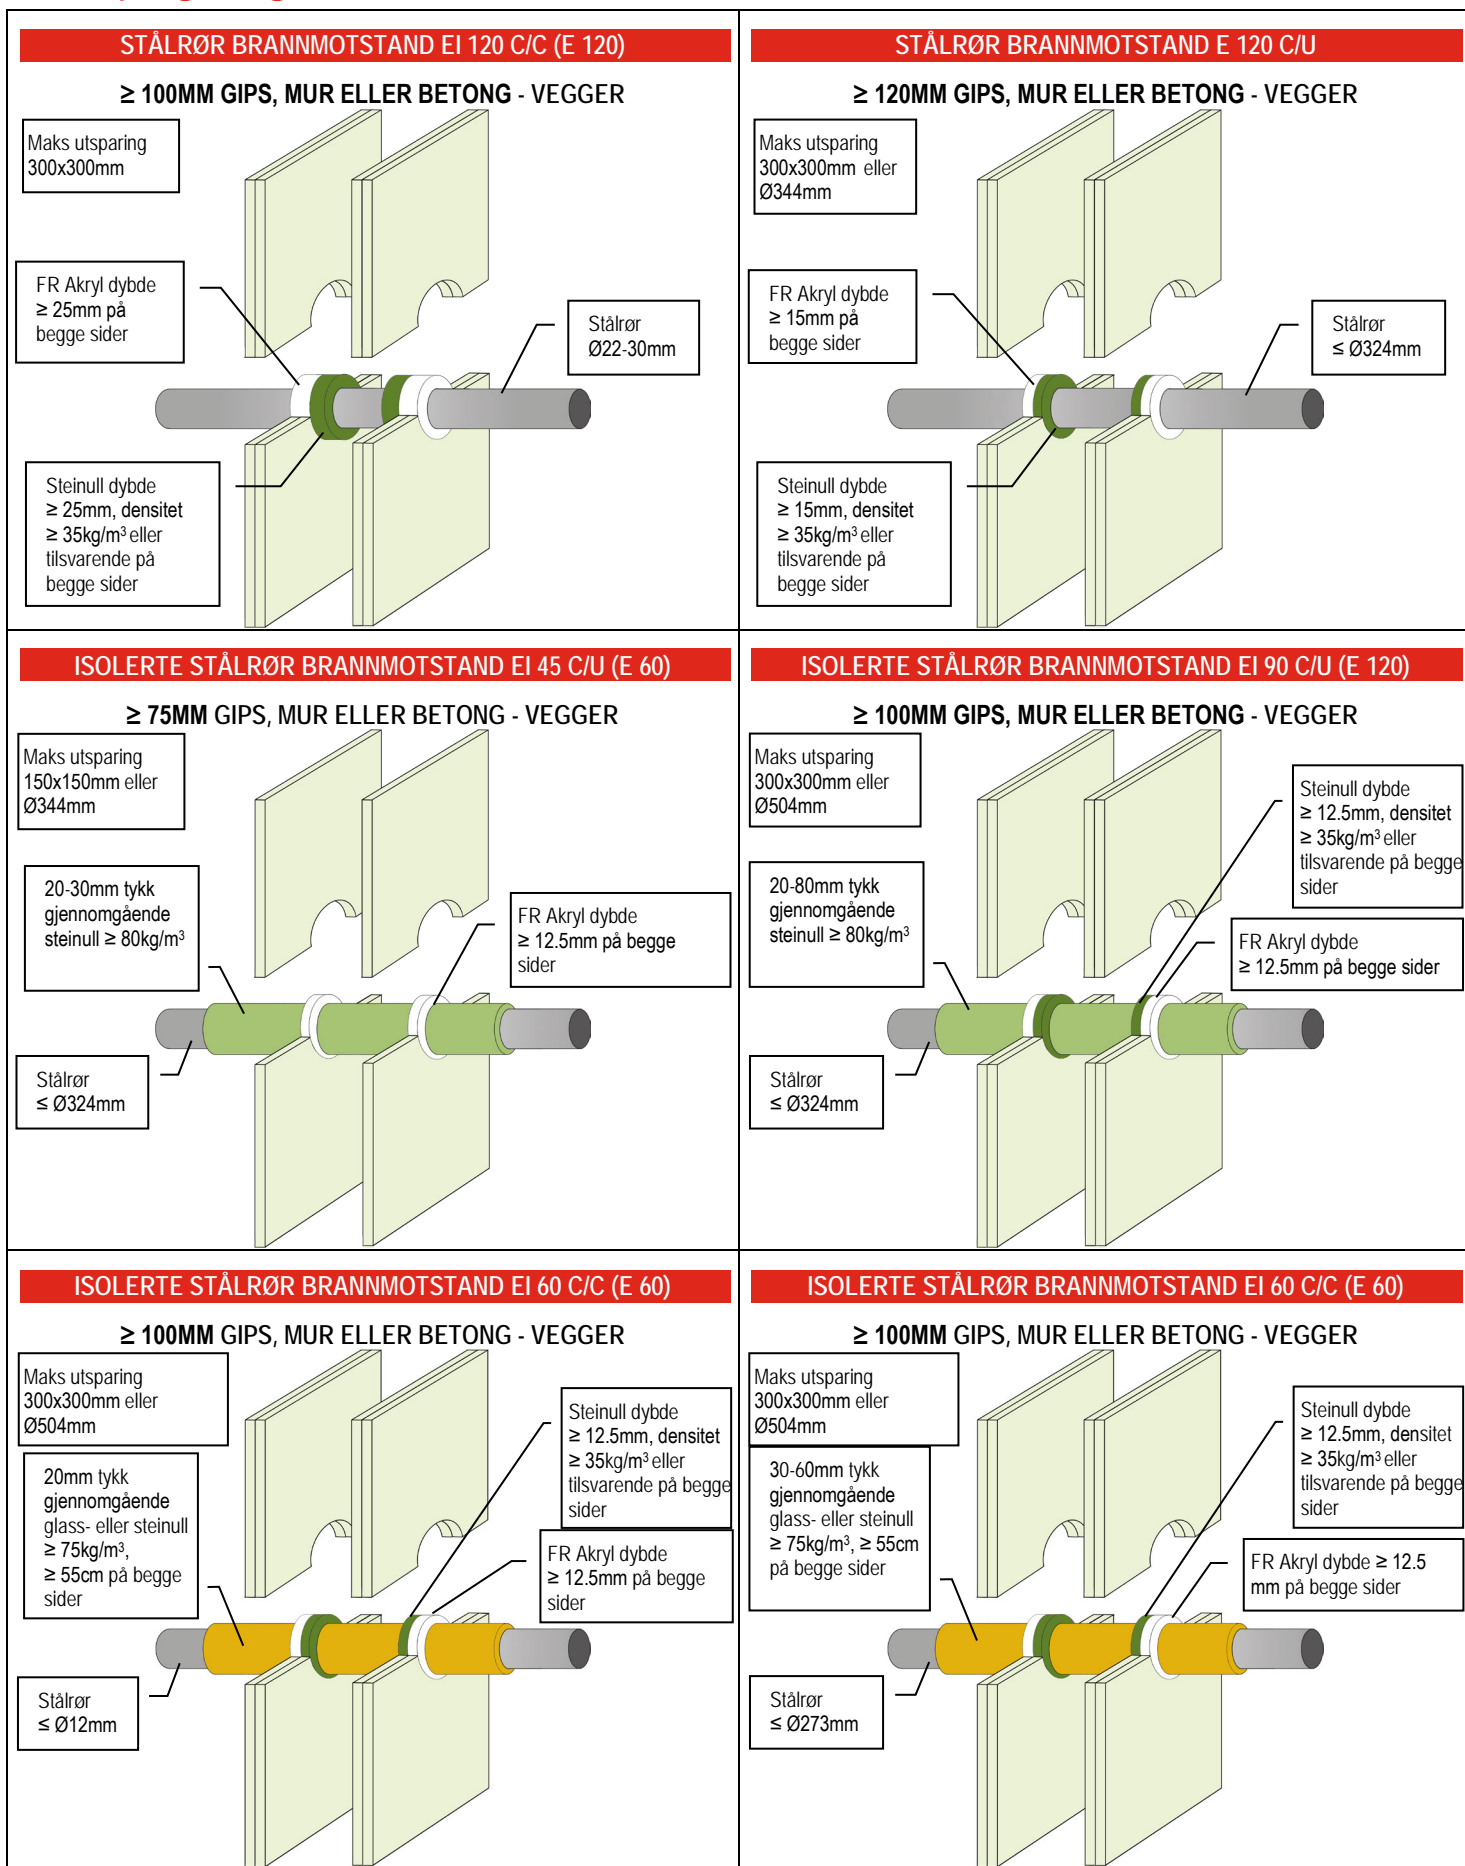 STÅLRØR BRANNMOTSTAND EI 120 C/C (E 120)
≥ 100MM GIPS, MUR ELLER BETONG - VEGGER
Maks utsparing
300x300mm
FR Akryl dybde
≥ 25mm på
begge sider
Stålrør
Ø22-30mm
Steinull dybde
≥ 25mm, densitet
≥ 35kg/m³ eller
tilsvarende på
begge sider
STÅLRØR BRANNMOTSTAND E 120 C/U
≥ 120MM GIPS, MUR ELLER BETONG - VEGGER
Maks utsparing
300x300mm eller
Ø344mm
FR Akryl dybde
≥ 15mm på
begge sider
Stålrør
≤ Ø324mm
Steinull dybde
≥ 15mm, densitet
≥ 35kg/m³ eller
tilsvarende på
begge sider
ISOLERTE STÅLRØR BRANNMOTSTAND EI 45 C/U (E 60)
≥ 75MM GIPS, MUR ELLER BETONG - VEGGER
Maks utsparing
150x150mm eller
Ø344mm
20-30mm tykk
gjennomgående
steinull ≥ 80kg/m³
FR Akryl dybde
≥ 12.5mm på begge
sider
Stålrør
≤ Ø324mm
ISOLERTE STÅLRØR BRANNMOTSTAND EI 90 C/U (E 120)
≥ 100MM GIPS, MUR ELLER BETONG - VEGGER
Maks utsparing
300x300mm eller
Ø504mm
Steinull dybde
≥ 12.5mm, densitet
≥ 35kg/m³ eller
tilsvarende på begge
sider
20-80mm tykk
gjennomgående
steinull ≥ 80kg/m³
FR Akryl dybde
≥ 12.5mm på begge sider
Stålrør
≤ Ø324mm
ISOLERTE STÅLRØR BRANNMOTSTAND EI 60 C/C (E 60)
≥ 100MM GIPS, MUR ELLER BETONG - VEGGER
Maks utsparing
300x300mm eller
Ø504mm
Steinull dybde
≥ 12.5mm, densitet
≥ 35kg/m³ eller
tilsvarende på begge
sider
20mm tykk
gjennomgående
glass- eller steinull
≥ 75kg/m³,
≥ 55cm på begge
sider
FR Akryl dybde
≥ 12.5mm på begge
sider
Stålrør
≤ Ø12mm
ISOLERTE STÅLRØR BRANNMOTSTAND EI 60 C/C (E 60)
≥ 100MM GIPS, MUR ELLER BETONG - VEGGER
Maks utsparing
300x300mm eller
Ø504mm
Steinull dybde
≥ 12.5mm, densitet
≥ 35kg/m³ eller
tilsvarende på begge
sider
30-60mm tykk
gjennomgående
glass- eller steinull
≥ 75kg/m³, ≥ 55cm
på begge sider
FR Akryl dybde ≥ 12.5
mm på begge sider
Stålrør
≤ Ø273mm